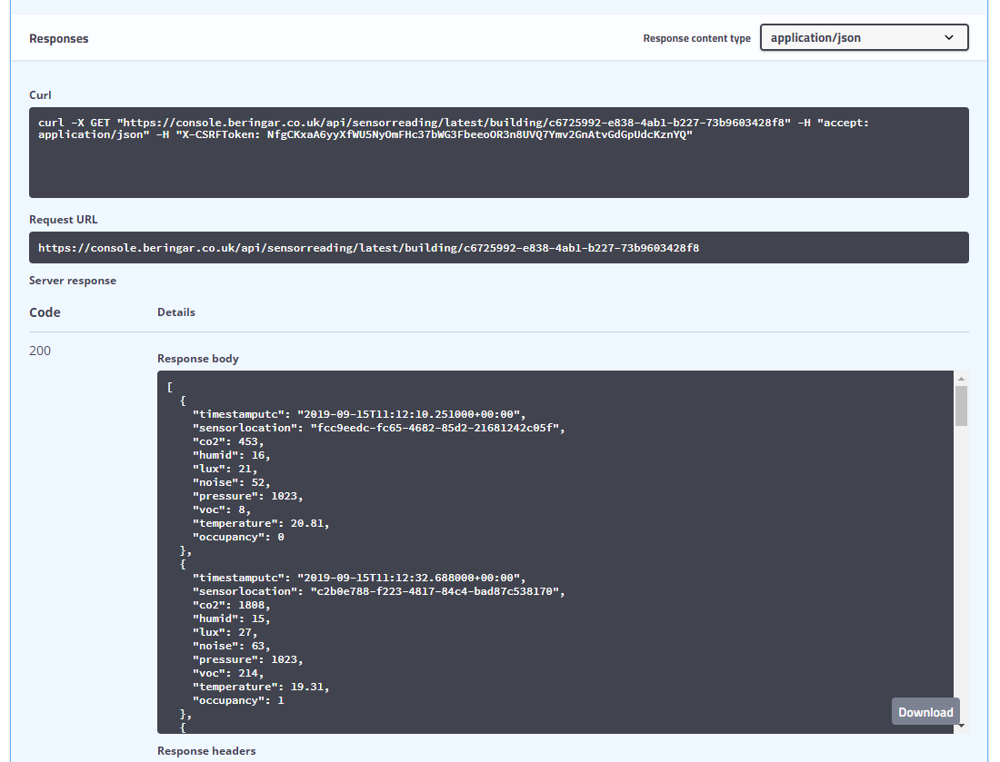 Responses
Response content type
application/json
Curl
curl -X GET "https://console.beringar.co.uk/api/sensorreading/latest/building/c6725992-e838-4ab1-b227-73b9603428f8" -H "accept:
application/json" -H "X-CSRFToken: NfgCKxaA6yyXfWU5NyOmFHc37bWG3FbeeoOR3n8UVQ7Ymv2GnAtvGdGpUdcKznYQ"
Request URL
https://console.beringar.co.uk/api/sensorreading/latest/building/c6725992-e838-4ab1-b227-73b9603428f8
Server response
Code
Details
200
Response body
[
  {
    "timestamputc": "2019-09-15T11:12:10.251000+00:00",
    "sensorlocation": "fcc9eedc-fc65-4682-85d2-21681242c05f",
    "co2": 453,
    "humid": 16,
    "lux": 21,
    "noise": 52,
    "pressure": 1023,
    "voc": 8,
    "temperature": 20.81,
    "occupancy": 0
  },
  {
    "timestamputc": "2019-09-15T11:12:32.688000+00:00",
    "sensorlocation": "c2b0e788-f223-4817-84c4-bad87c538170",
    "co2": 1808,
    "humid": 15,
    "lux": 27,
    "noise": 63,
    "pressure": 1023,
    "voc": 214,
    "temperature": 19.31,
    "occupancy": 1
  },
  {
Download
Response headers